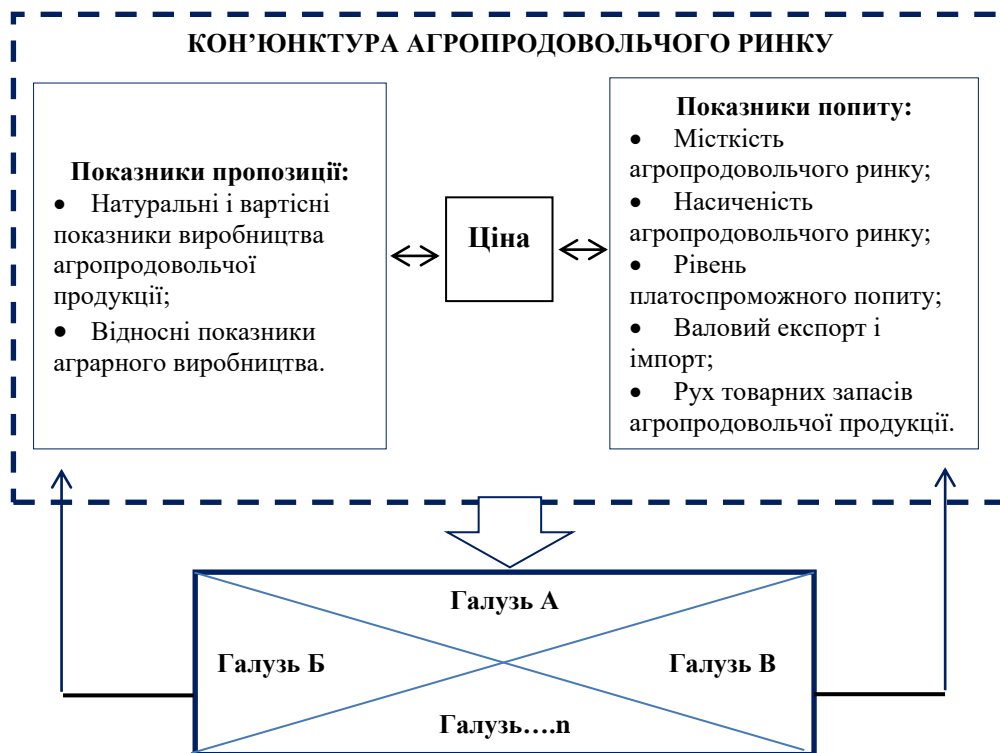 КОН’ЮНКТУРА АГРОПРОДОВОЛЬЧОГО РИНКУ
Показники пропозиції:
• Натуральні і вартісні
показники виробництва
агропродовольчої
продукції;
• Відносні показники
аграрного виробництва.
Ціна
Показники попиту:
• Місткість
агропродовольчого ринку;
• Насиченість
агропродовольчого ринку;
• Рівень
платоспроможного попиту;
• Валовий експорт і
імпорт;
• Рух товарних запасів
агропродовольчої продукції.
Галузь А
Галузь Б
Галузь В
Галузь….n